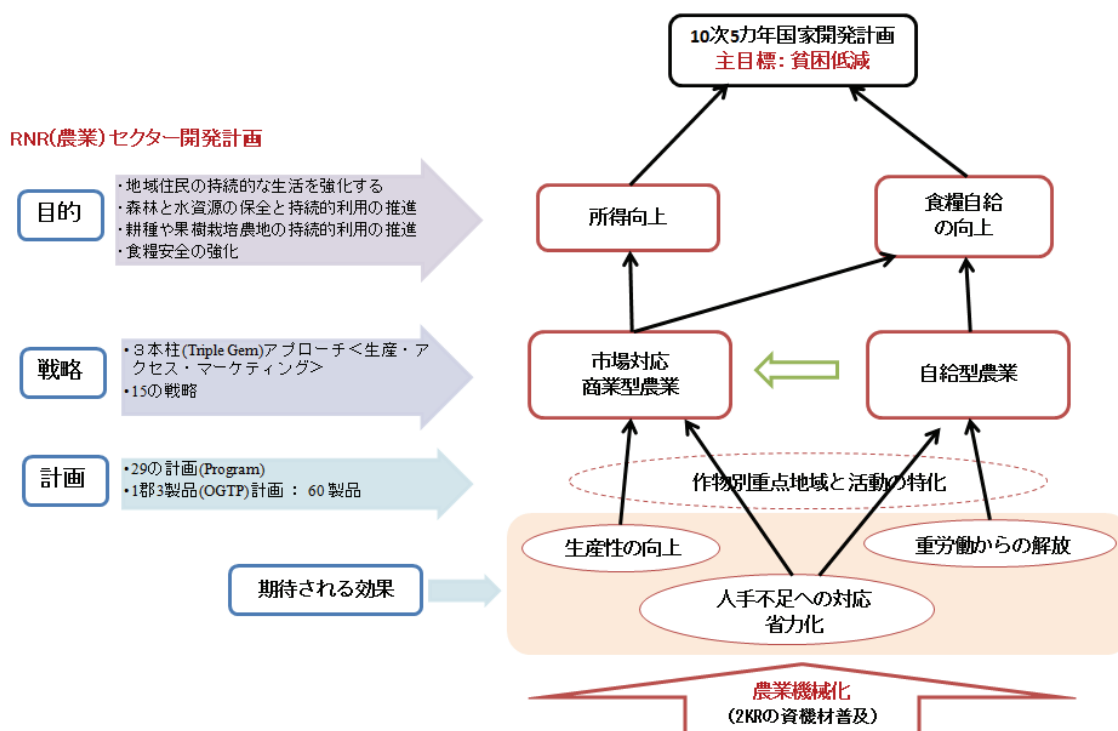 10次5カ年国家開発計画
主目標：貧困低減
RNR(農業)セクター開発計画
目的
・地域住民の持続的な生活を強化する
・森林と水資源の保全と持続的利用の推進
・耕種や果樹栽培農地の持続的利用の推進
・食糧安全の強化
所得向上
食糧自給
の向上
戦略
・３本柱(Triple Gem)アプローチ＜生産・ア
クセス・マーケティング＞
・15の戦略
市場対応
商業型農業
自給型農業
計画
・29の計画(Program)
・1郡3製品(OGTP)計画 ： 60製品
作物別重点地域と活動の特化
生産性の向上
重労働からの解放
期待される効果
人手不足への対応
省力化
農業機械化
(2KRの資機材普及)